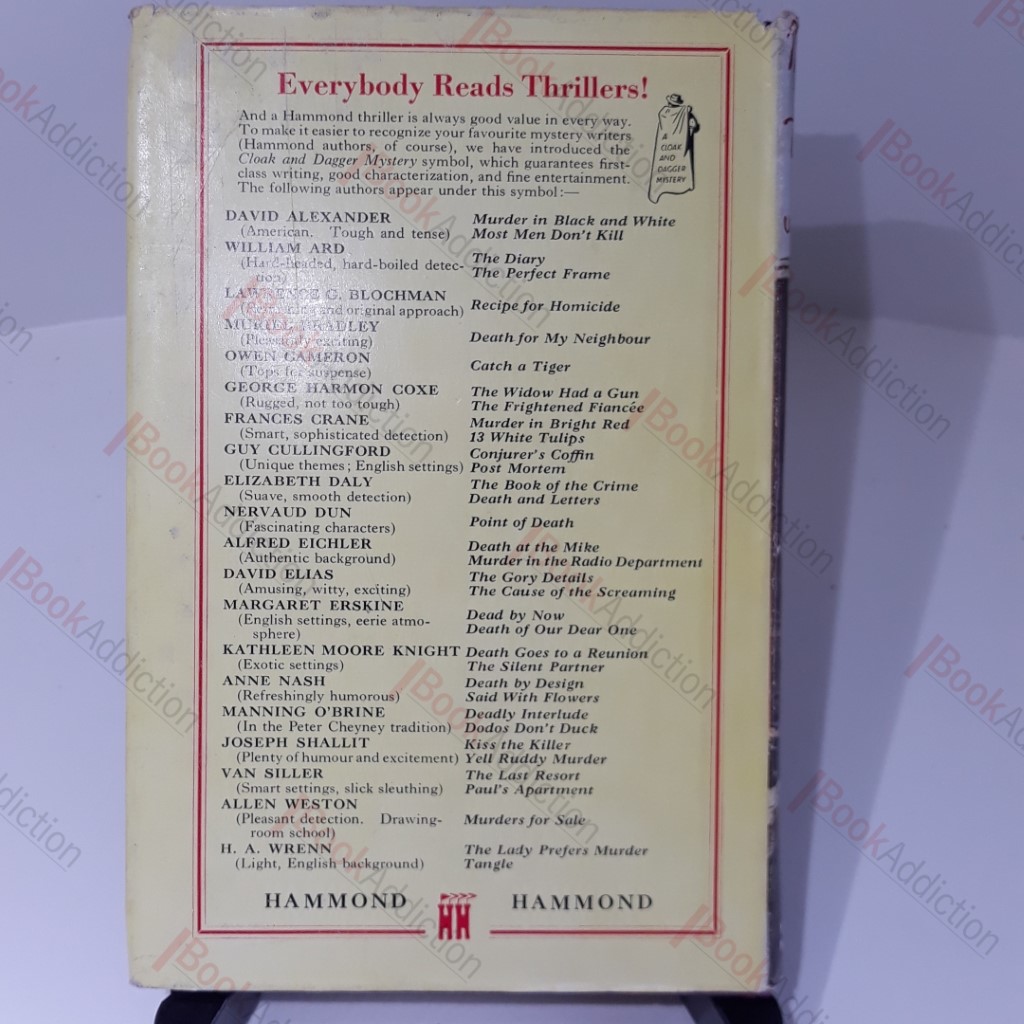 Everybody Reads Thrillers!
And a Hammond thriller is always good value in every way.
To make it easier to recognize your favourite mystery writers
(Hammond authors, of course), we have introduced the
Cloak and Dagger Mystery symbol, which guarantees first-
class writing, good characterization, and fine entertainment.
The following authors appear under this symbol:—
A
CLOAK
AND
DAGGER
MYSTERY
DAVID ALEXANDER Murder in Black and White
(American. Tough and tense) Most Men Don't Kill
WILLIAM ARD The Diary
(Hard-headed, hard-boiled detec- The Perfect Frame
tion)
LAWRENCE G. BLOCHMAN
and original approach) Recipe for Homicide
MURIEL BRADLEY
(Pleasantly exciting) Death for My Neighbour
OWEN CAMERON
(Tops for suspense) Catch a Tiger
GEORGE HARMON COXE The Widow Had a Gun
(Rugged, not too tough) The Frightened Fiancée
FRANCES CRANE Murder in Bright Red
(Smart, sophisticated detection) 13 White Tulips
GUY CULLINGFORD Conjurer's Coffin
(Unique themes; English settings) Post Mortem
ELIZABETH DALY The Book of the Crime
(Suave, smooth detection) Death and Letters
NERVAUD DUN
(Fascinating characters) Point of Death
ALFRED EICHLER Death at the Mike
(Authentic background) Murder in the Radio Department
DAVID ELIAS The Gory Details
(Amusing, witty, exciting) The Cause of the Screaming
MARGARET ERSKINE Dead by Now
(English settings, eerie atmo- Death of Our Dear One
sphere)
KATHLEEN MOORE KNIGHT Death Goes to a Reunion
(Exotic settings) The Silent Partner
ANNE NASH Death by Design
(Refreshingly humorous) Said With Flowers
MANNING O'BRINE Deadly Interlude
(In the Peter Cheyney tradition) Dodos Don't Duck
JOSEPH SHALLIT Kiss the Killer
(Plenty of humour and excitement) Yell Ruddy Murder
VAN SILLER The Last Resort
(Smart settings, slick sleuthing) Paul's Apartment
ALLEN WESTON
(Pleasant detection. Drawing- Murders for Sale
room school)
H. A. WRENN The Lady Prefers Murder
(Light, English background) Tangle
HAMMOND HH HAMMOND
BookAddiction